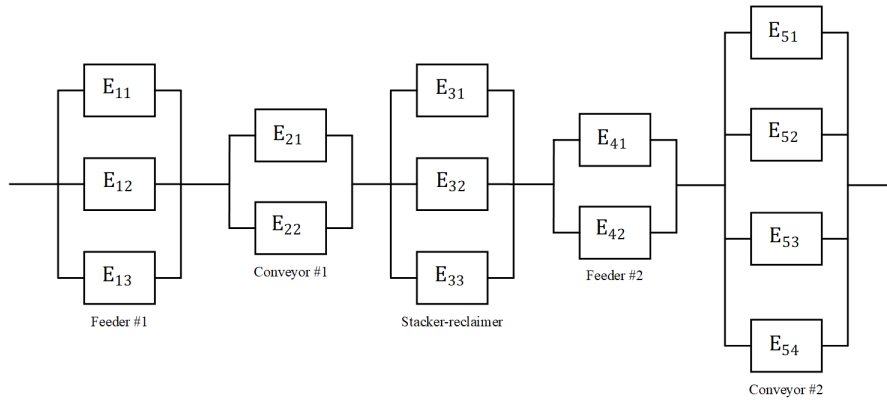 E₁₁
E₁₂
E₁₃
Feeder #1
E₂₁
E₂₂
Conveyor #1
E₃₁
E₃₂
E₃₃
Stacker-reclaimer
E₄₁
E₄₂
Feeder #2
E₅₁
E₅₂
E₅₃
E₅₄
Conveyor #2